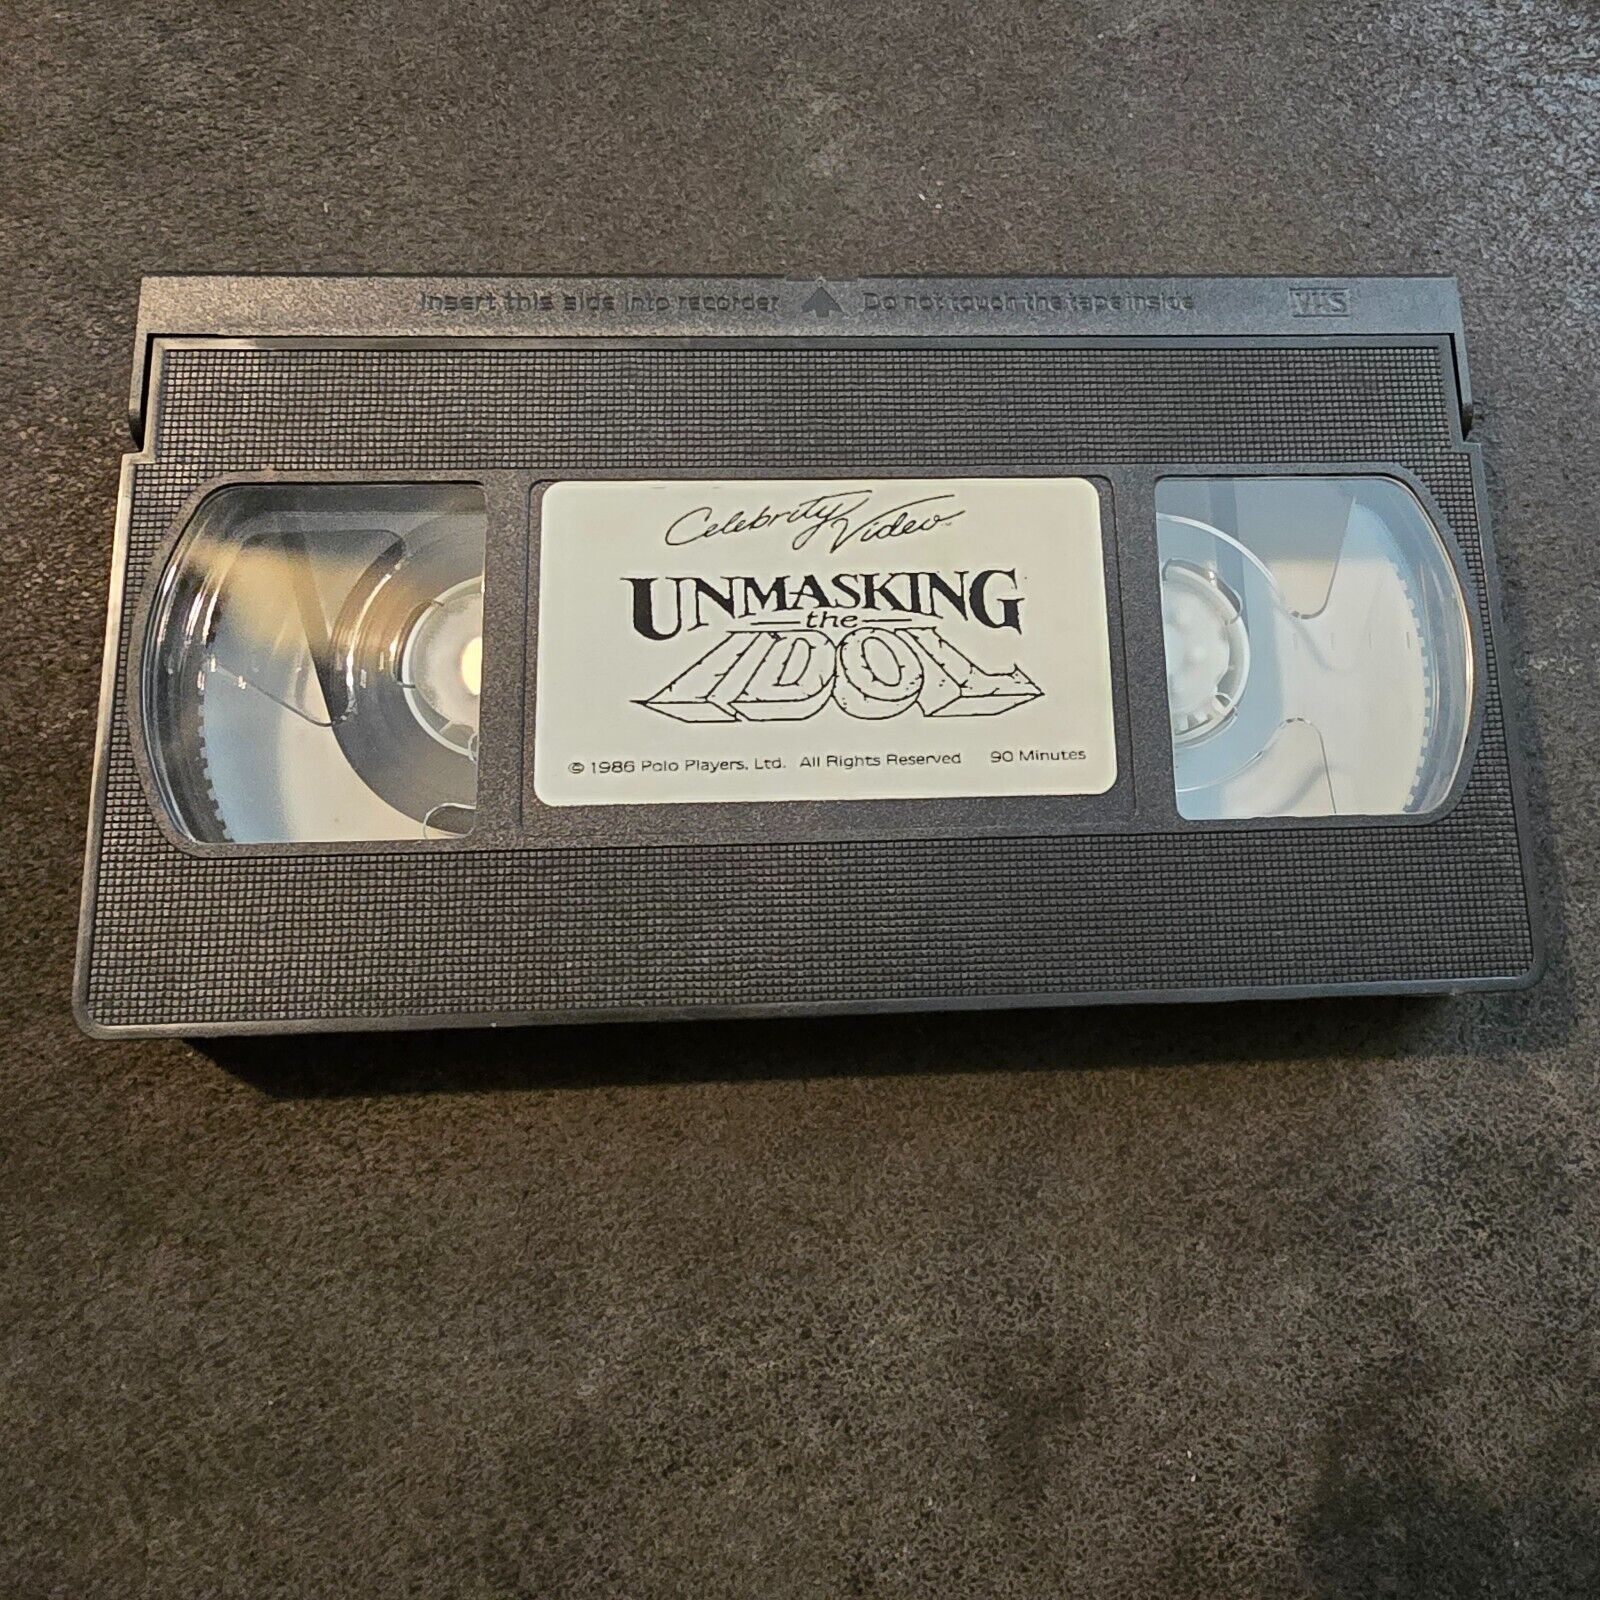 Insert this side into recorder Do not touch the tape inside VHS
Celebrity Video
UNMASKING
the
IDOL
© 1986 Polo Players, Ltd. All Rights Reserved 90 Minutes